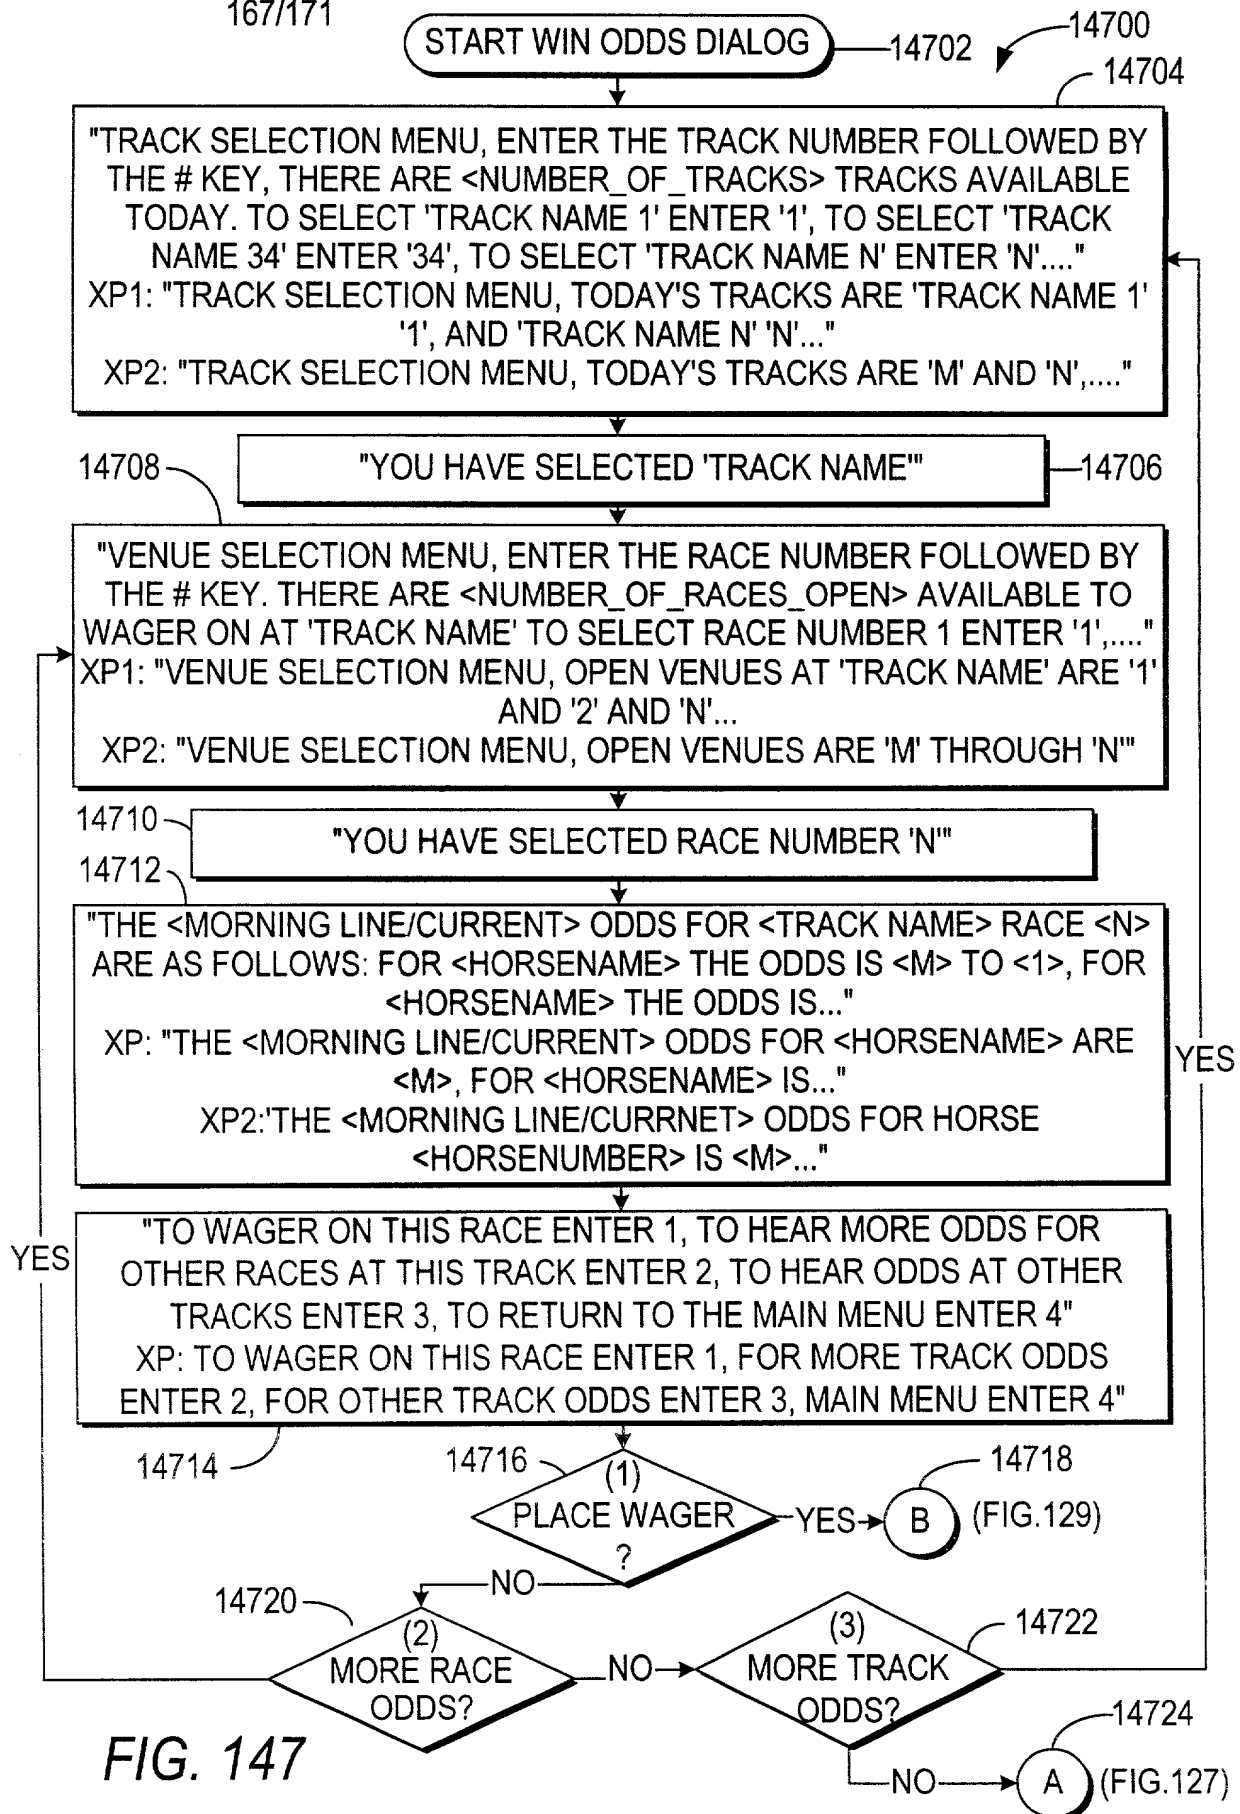 167/171
START WIN ODDS DIALOG
14702
14700
14704
"TRACK SELECTION MENU, ENTER THE TRACK NUMBER FOLLOWED BY
THE # KEY, THERE ARE <NUMBER_OF_TRACKS> TRACKS AVAILABLE
TODAY. TO SELECT 'TRACK NAME 1' ENTER '1', TO SELECT 'TRACK
NAME 34' ENTER '34', TO SELECT 'TRACK NAME N' ENTER 'N'...."
XP1: "TRACK SELECTION MENU, TODAY'S TRACKS ARE 'TRACK NAME 1'
'1', AND 'TRACK NAME N' 'N'..."
XP2: "TRACK SELECTION MENU, TODAY'S TRACKS ARE 'M' AND 'N',...."
14708
"YOU HAVE SELECTED 'TRACK NAME'"
14706
"VENUE SELECTION MENU, ENTER THE RACE NUMBER FOLLOWED BY
THE # KEY. THERE ARE <NUMBER_OF_RACES_OPEN> AVAILABLE TO
WAGER ON AT 'TRACK NAME' TO SELECT RACE NUMBER 1 ENTER '1',...."
XP1: "VENUE SELECTION MENU, OPEN VENUES AT 'TRACK NAME' ARE '1'
AND '2' AND 'N'...
XP2: "VENUE SELECTION MENU, OPEN VENUES ARE 'M' THROUGH 'N'"
14710
"YOU HAVE SELECTED RACE NUMBER 'N'"
14712
"THE <MORNING LINE/CURRENT> ODDS FOR <TRACK NAME> RACE <N>
ARE AS FOLLOWS: FOR <HORSENAME> THE ODDS IS <M> TO <1>, FOR
<HORSENAME> THE ODDS IS..."
XP: "THE <MORNING LINE/CURRENT> ODDS FOR <HORSENAME> ARE
<M>, FOR <HORSENAME> IS..."
XP2:'THE <MORNING LINE/CURRNET> ODDS FOR HORSE
<HORSENUMBER> IS <M>..."
YES
YES
"TO WAGER ON THIS RACE ENTER 1, TO HEAR MORE ODDS FOR
OTHER RACES AT THIS TRACK ENTER 2, TO HEAR ODDS AT OTHER
TRACKS ENTER 3, TO RETURN TO THE MAIN MENU ENTER 4"
XP: TO WAGER ON THIS RACE ENTER 1, FOR MORE TRACK ODDS
ENTER 2, FOR OTHER TRACK ODDS ENTER 3, MAIN MENU ENTER 4"
14714
14716
(1)
PLACE WAGER
?
YES
14718
B
(FIG.129)
NO
14720
(2)
MORE RACE
ODDS?
NO
(3)
MORE TRACK
ODDS?
14722
14724
NO
A
(FIG.127)
FIG. 147